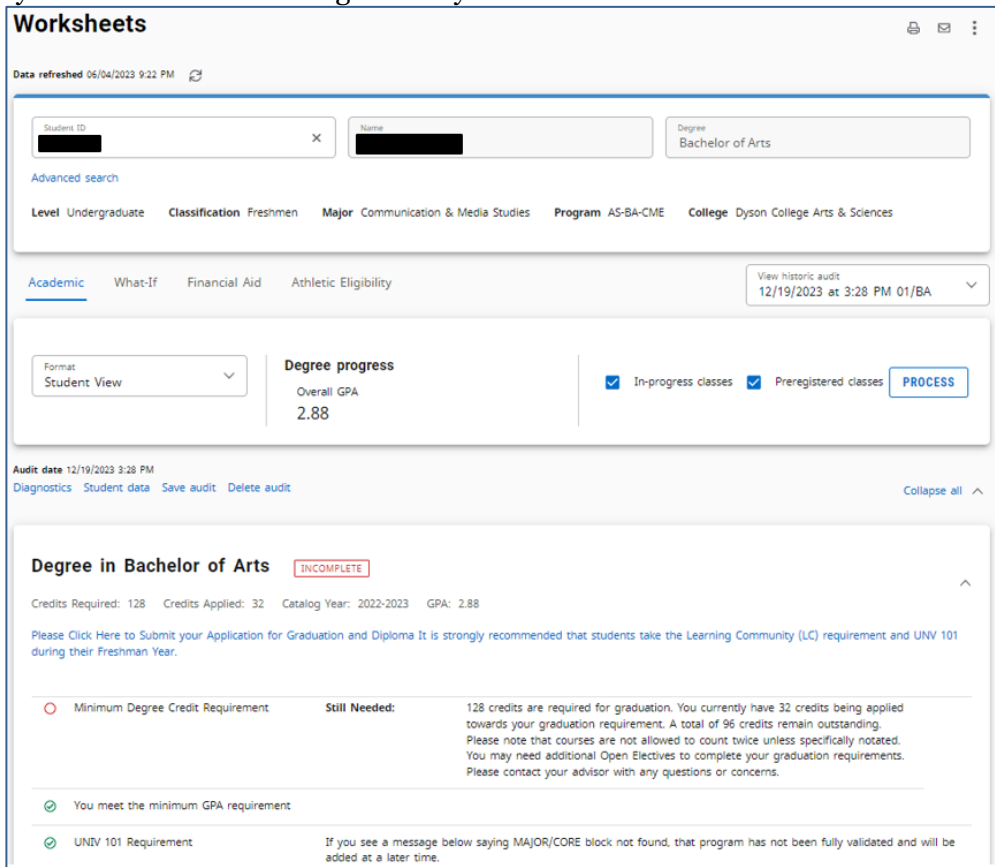 Worksheets
Data refreshed 06/04/2023 9:22 PM
Student ID
Name
Degree
Bachelor of Arts
Advanced search
Level Undergraduate Classification Freshmen Major Communication & Media Studies Program AS-BA-CME College Dyson College Arts & Sciences
Academic What-If Financial Aid Athletic Eligibility
View historic audit
12/19/2023 at 3:28 PM 01/BA
Format
Student View
Degree progress
Overall GPA
2.88
In-progress classes Preregistered classes PROCESS
Audit date 12/19/2023 3:28 PM
Diagnostics Student data Save audit Delete audit
Collapse all
Degree in Bachelor of Arts INCOMPLETE
Credits Required: 128 Credits Applied: 32 Catalog Year: 2022-2023 GPA: 2.88
Please Click Here to Submit your Application for Graduation and Diploma It is strongly recommended that students take the Learning Community (LC) requirement and UNV 101
during their Freshman Year.
Minimum Degree Credit Requirement Still Needed: 128 credits are required for graduation. You currently have 32 credits being applied
towards your graduation requirement. A total of 96 credits remain outstanding.
Please note that courses are not allowed to count twice unless specifically notated.
You may need additional Open Electives to complete your graduation requirements.
Please contact your advisor with any questions or concerns.
You meet the minimum GPA requirement
UNIV 101 Requirement If you see a message below saying MAJOR/CORE block not found, that program has not been fully validated and will be
added at a later time.